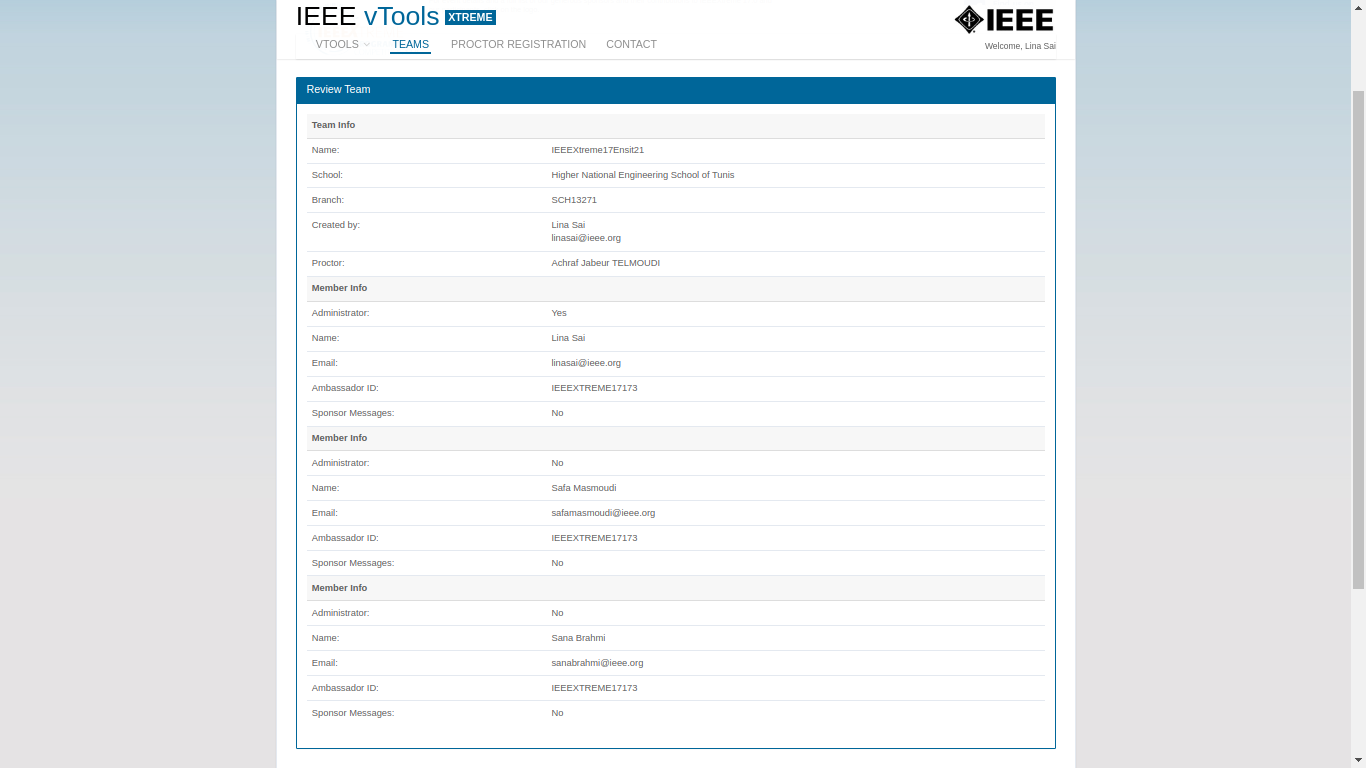 IEEE vTools XTREME
IEEE
VTOOLS TEAMS PROCTOR REGISTRATION CONTACT
Welcome, Lina Sai
Review Team
Team Info
Name: IEEEXtreme17Ensit21
School: Higher National Engineering School of Tunis
Branch: SCH13271
Created by: Lina Sai
linasai@ieee.org
Proctor: Achraf Jabeur TELMOUDI
Member Info
Administrator: Yes
Name: Lina Sai
Email: linasai@ieee.org
Ambassador ID: IEEEXTREME17173
Sponsor Messages: No
Member Info
Administrator: No
Name: Safa Masmoudi
Email: safamasmoudi@ieee.org
Ambassador ID: IEEEXTREME17173
Sponsor Messages: No
Member Info
Administrator: No
Name: Sana Brahmi
Email: sanabrahmi@ieee.org
Ambassador ID: IEEEXTREME17173
Sponsor Messages: No